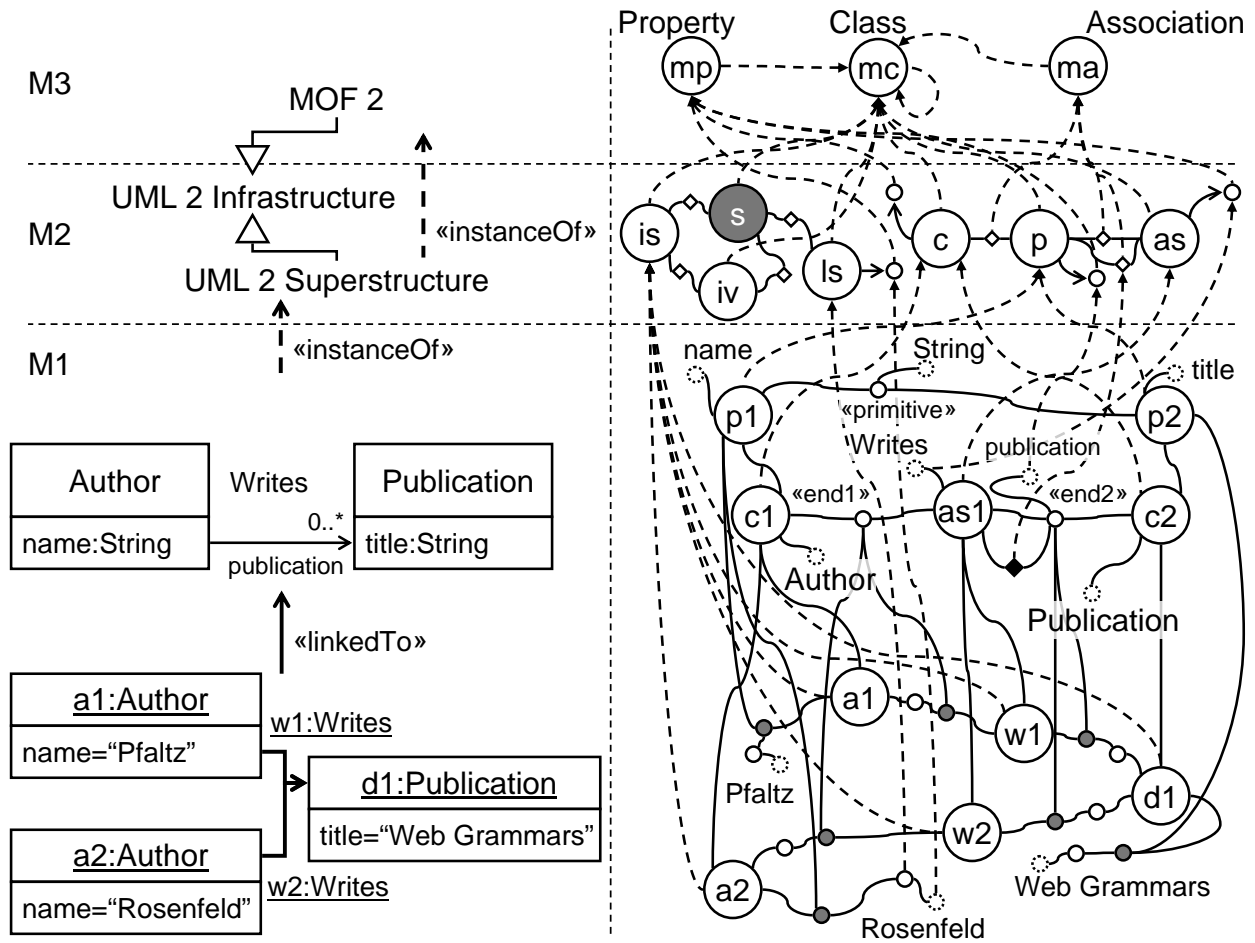 Property
Class
Association
mp
mc
ma
M3
MOF 2
UML 2 Infrastructure
M2
«instanceOf»
UML 2 Superstructure
is
s
iv
ls
c
p
as
M1
«instanceOf»
name
String
title
p1
«primitive»
p2
Writes
publication
«end1»
«end2»
c1
as1
c2
Author
Publication
Author
Writes
Publication
name:String
0..*
title:String
publication
«linkedTo»
a1:Author
name=“Pfaltz”
w1:Writes
d1:Publication
title=“Web Grammars”
a2:Author
name=“Rosenfeld”
w2:Writes
a1
w1
Pfaltz
d1
w2
a2
Web Grammars
Rosenfeld